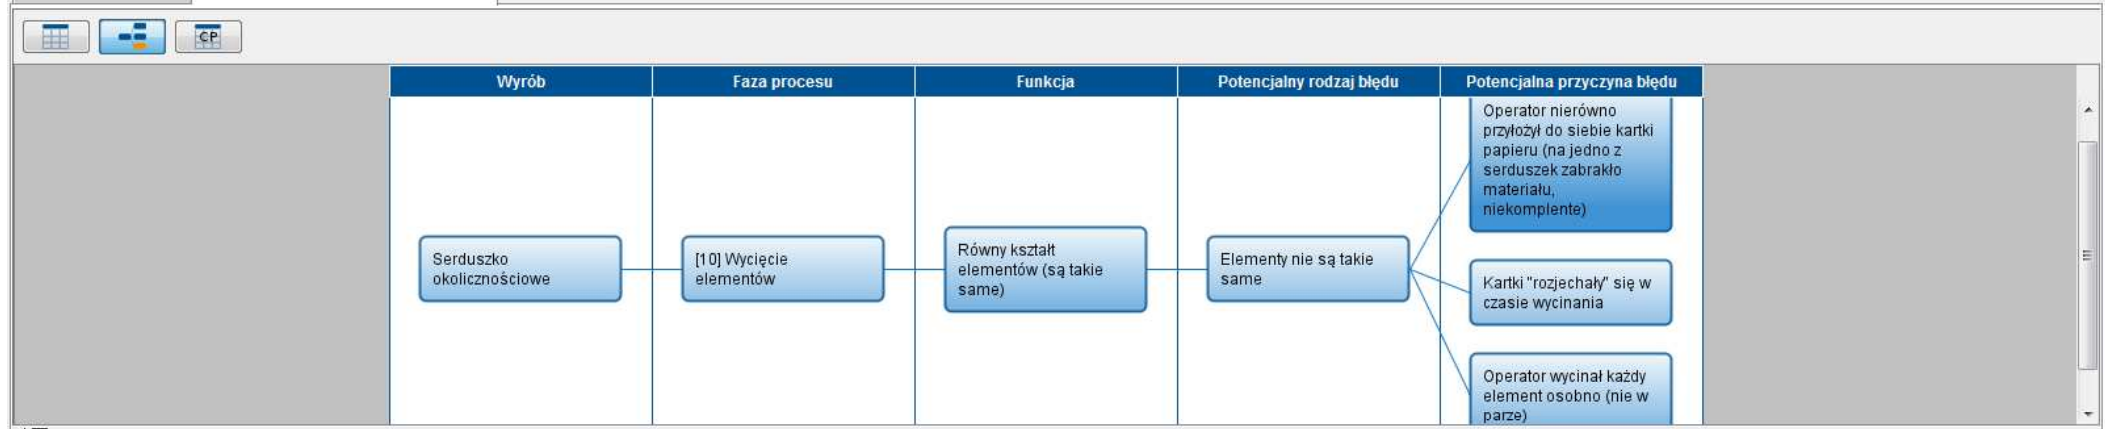 CP
Wyrób
Faza procesu
Funkcja
Potencjalny rodzaj błędu
Potencjalna przyczyna błędu
Serduszko
okolicznościowe
[10] Wycięcie
elementów
Równy kształt
elementów (są takie
same)
Elementy nie są takie
same
Operator nierówno
przyłożył do siebie kartki
papieru (na jedno z
serduszek zabrakło
materiału,
niekomplente)
Kartki "rozjechały" się w
czasie wycinania
Operator wycinał każdy
element osobno (nie w
parze)